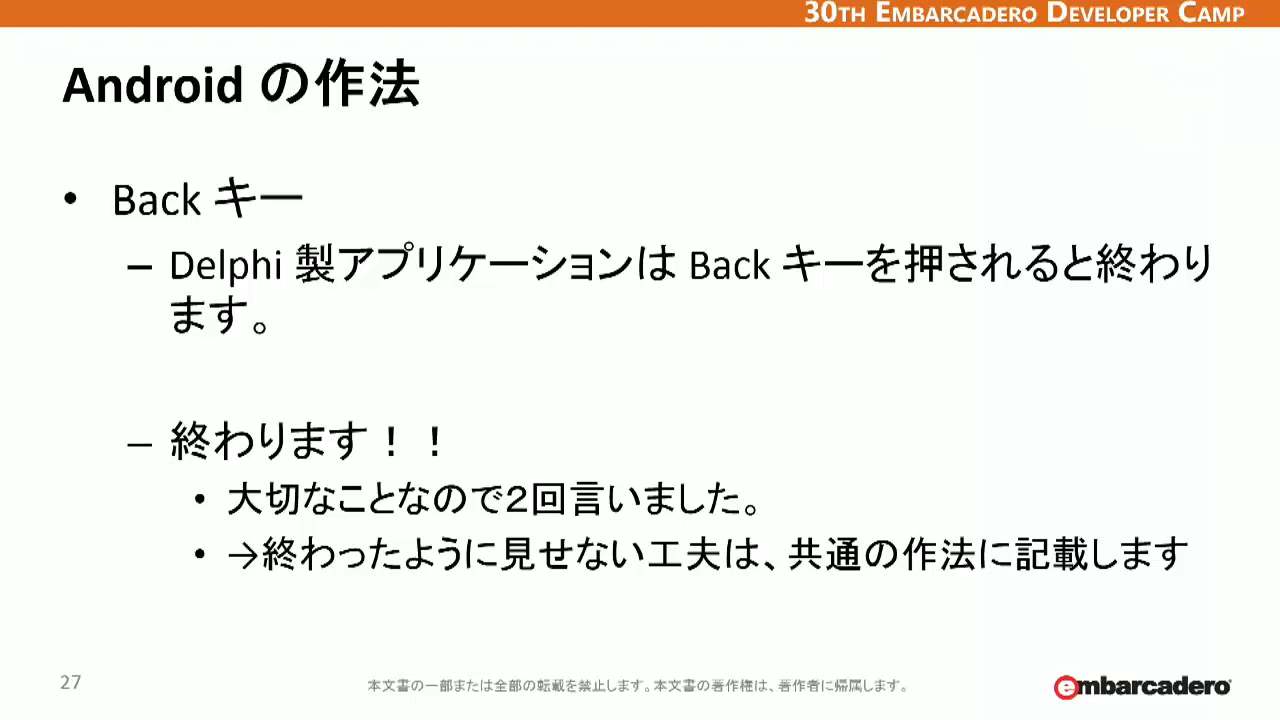 30TH EMBARCADERO DEVELOPER CAMP
Android の作法
• Back キー
– Delphi 製アプリケーションは Back キーを押されると終わり
ます。
– 終わります！！
• 大切なことなので２回言いました。
• →終わったように見せない工夫は、共通の作法に記載します
27
本文書の一部または全部の転載を禁止します。本文書の著作権は、著作者に帰属します。
embarcadero